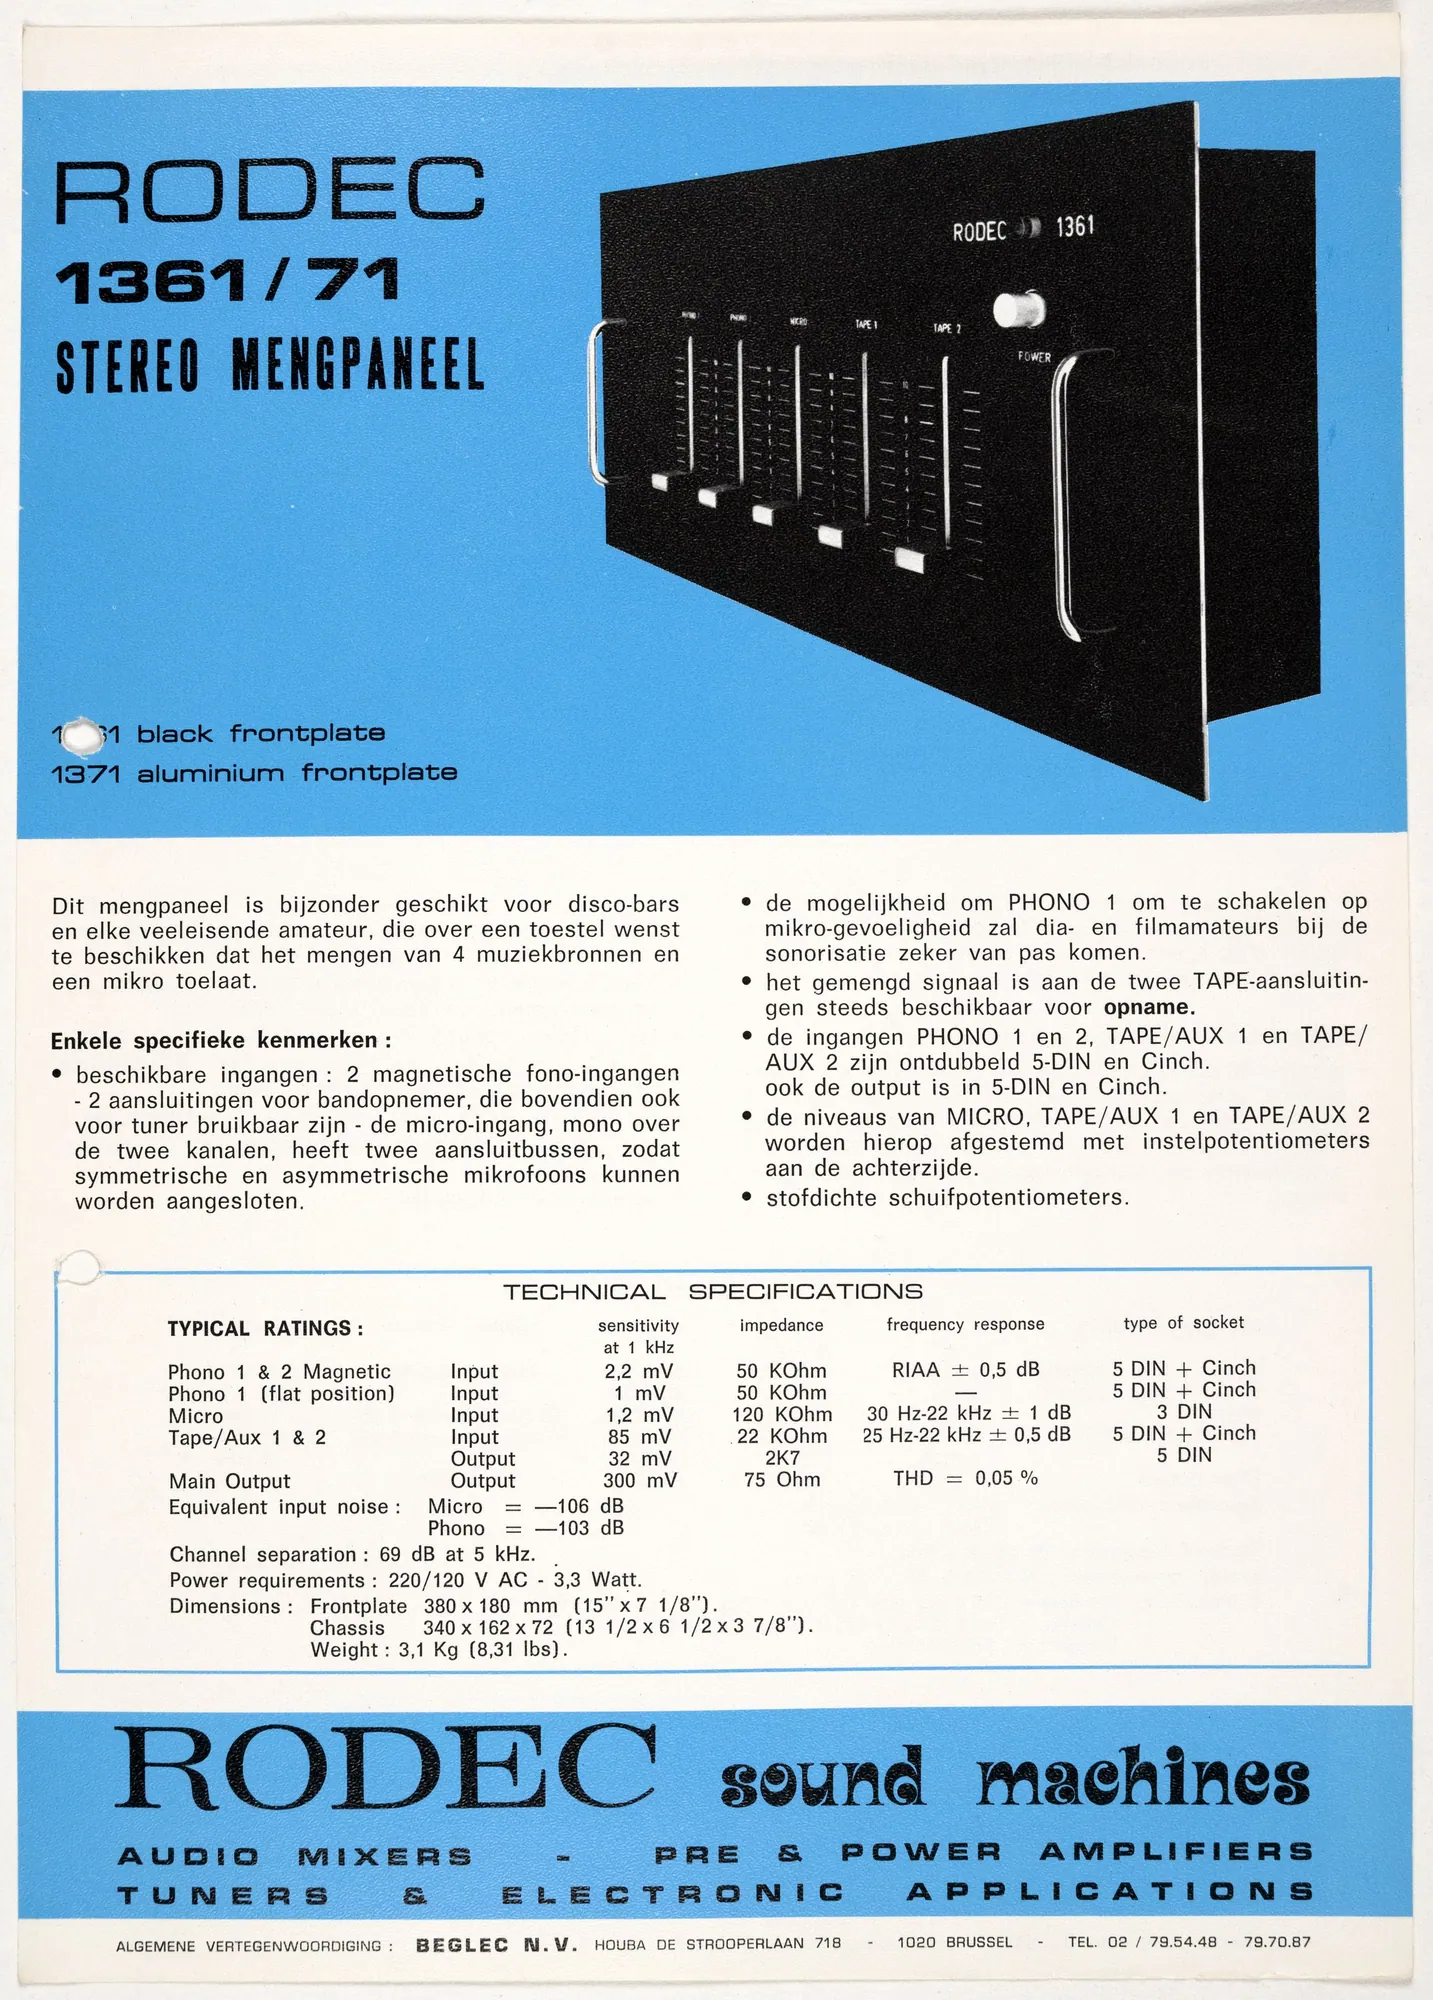 RODEC
1361/71
STEREO MENGPANEEL
RODEC 1361
PHONO
MICRO
TAPE 1
TAPE 2
POWER
black frontplate
1371 aluminium frontplate
Dit mengpaneel is bijzonder geschikt voor disco-bars
en elke veeleisende amateur, die over een toestel wenst
te beschikken dat het mengen van 4 muziekbronnen en
een mikro toelaat.
Enkele specifieke kenmerken :
• beschikbare ingangen : 2 magnetische fono-ingangen
- 2 aansluitingen voor bandopnemer, die bovendien ook
voor tuner bruikbaar zijn - de micro-ingang, mono over
de twee kanalen, heeft twee aansluitbussen, zodat
symmetrische en asymmetrische mikrofoons kunnen
worden aangesloten.
• de mogelijkheid om PHONO 1 om te schakelen op
mikro-gevoeligheid zal dia- en filmamateurs bij de
sonorisatie zeker van pas komen.
• het gemengd signaal is aan de twee TAPE-aansluitin-
gen steeds beschikbaar voor opname.
• de ingangen PHONO 1 en 2, TAPE/AUX 1 en TAPE/
AUX 2 zijn ontdubbeld 5-DIN en Cinch.
ook de output is in 5-DIN en Cinch.
• de niveaus van MICRO, TAPE/AUX 1 en TAPE/AUX 2
worden hierop afgestemd met instelpotentiometers
aan de achterzijde.
• stofdichte schuifpotentiometers.
TECHNICAL SPECIFICATIONS
TYPICAL RATINGS : sensitivity impedance frequency response type of socket
at 1 kHz
Phono 1 & 2 Magnetic Input 2,2 mV 50 KOhm RIAA ± 0,5 dB 5 DIN + Cinch
Phono 1 (flat position) Input 1 mV 50 KOhm — 5 DIN + Cinch
Micro Input 1,2 mV 120 KOhm 30 Hz-22 kHz ± 1 dB 3 DIN
Tape/Aux 1 & 2 Input 85 mV 22 KOhm 25 Hz-22 kHz ± 0,5 dB 5 DIN + Cinch
Output 32 mV 2K7 5 DIN
Main Output Output 300 mV 75 Ohm THD = 0,05 %
Equivalent input noise : Micro = —106 dB
Phono = —103 dB
Channel separation : 69 dB at 5 kHz.
Power requirements : 220/120 V AC - 3,3 Watt.
Dimensions : Frontplate 380 x 180 mm (15'' x 7 1/8'').
Chassis 340 x 162 x 72 (13 1/2 x 6 1/2 x 3 7/8'').
Weight : 3,1 Kg (8,31 lbs).
RODEC sound machines
AUDIO MIXERS - PRE & POWER AMPLIFIERS
TUNERS & ELECTRONIC APPLICATIONS
ALGEMENE VERTEGENWOORDIGING : BEGLEC N.V. HOUBA DE STROOPERLAAN 718 - 1020 BRUSSEL - TEL. 02 / 79.54.48 - 79.70.87